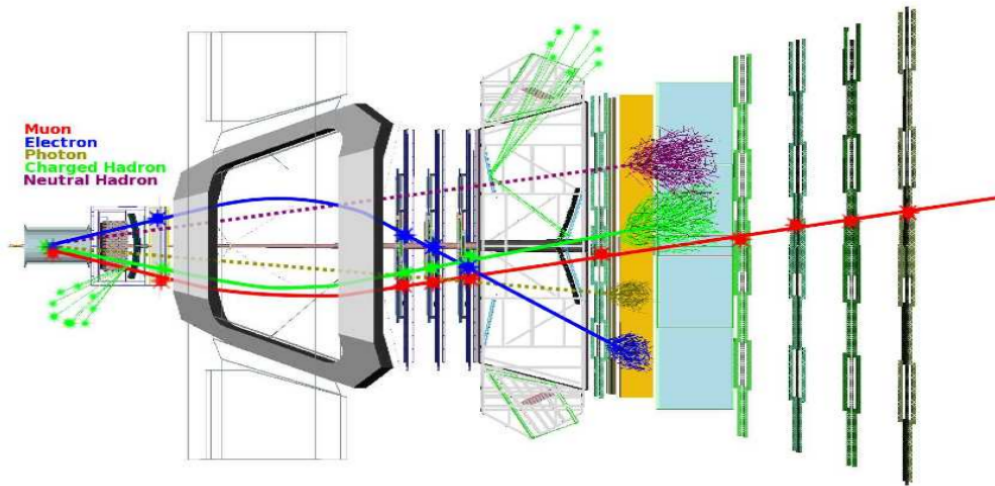 Muon
Electron
Photon
Charged Hadron
Neutral Hadron